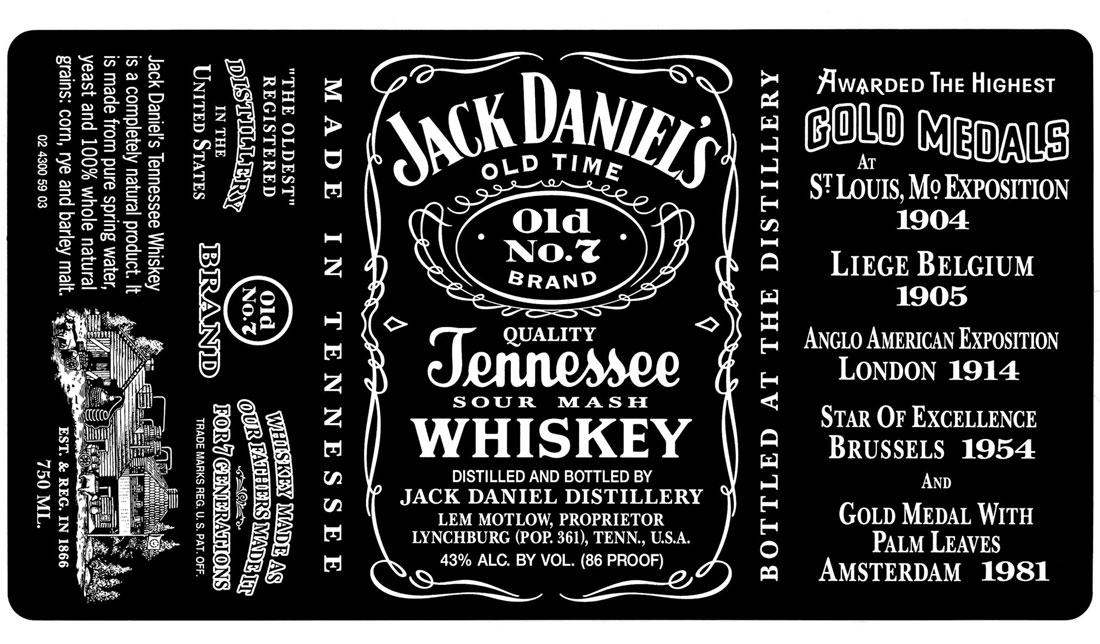 Jack Daniel's Tennessee Whiskey
is a completely natural product. It
is made from pure spring water,
yeast and 100% whole natural
grains: corn, rye and barley malt.
02 4300 59 03
EST. & REG. IN 1866
750 ML.
"THE OLDEST"
REGISTERED
DISTILLERY
IN THE
UNITED STATES
Old
No.7
BRAND
WHISKEY MADE AS
OUR FATHERS MADE IT
FOR 7 GENERATIONS
TRADE MARKS REG. U.S. PAT. OFF.
MADE IN TENNESSEE
JACK DANIEL'S
OLD TIME
Old
No.7
BRAND
QUALITY
Tennessee
SOUR MASH
WHISKEY
DISTILLED AND BOTTLED BY
JACK DANIEL DISTILLERY
LEM MOTLOW, PROPRIETOR
LYNCHBURG (POP. 361), TENN., U.S.A.
43% ALC. BY VOL. (86 PROOF)
BOTTLED AT THE DISTILLERY
AWARDED THE HIGHEST
GOLD MEDALS
AT
ST LOUIS, MO EXPOSITION
1904
LIEGE BELGIUM
1905
ANGLO AMERICAN EXPOSITION
LONDON 1914
STAR OF EXCELLENCE
BRUSSELS 1954
AND
GOLD MEDAL WITH
PALM LEAVES
AMSTERDAM 1981